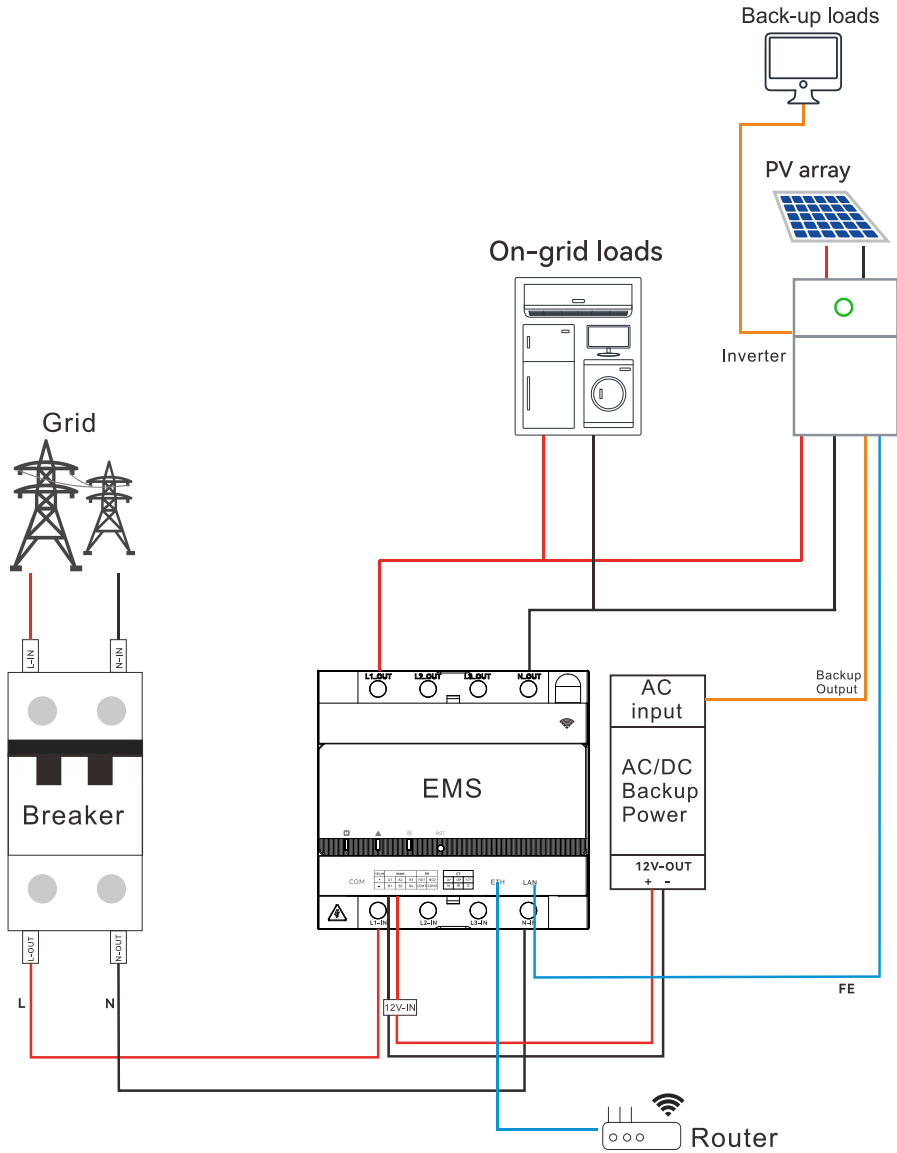 Back-up loads
PV array
On-grid loads
Inverter
Grid
L-IN
N-IN
Breaker
L-OUT
N-OUT
L
N
L1_OUT
L2_OUT
L3_OUT
N_OUT
EMS
RST
COM
ETH
LAN
L1-IN
L2-IN
L3-IN
N-IN
12V-IN
Backup
Output
AC
input
AC/DC
Backup
Power
12V-OUT
+ -
FE
Router